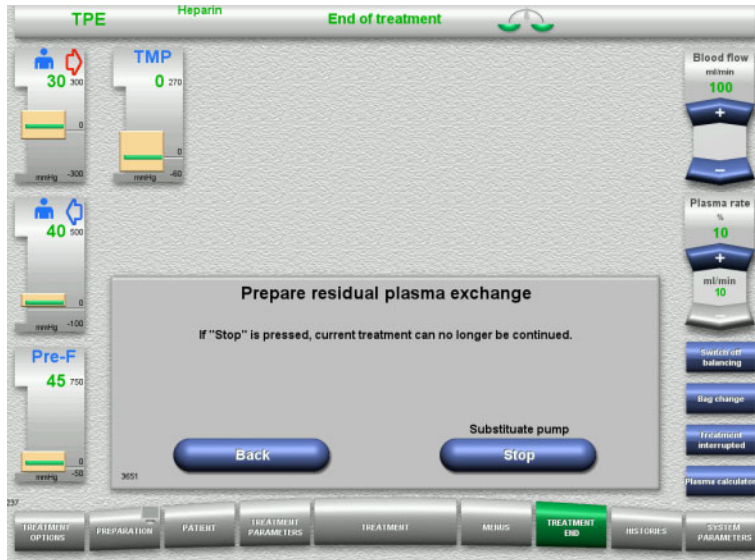 TPE
Heparin
End of treatment
30 300
0
mmHg -300
TMP
0 270
0
mmHg -60
Blood flow
ml/min
100
+
−
40 500
0
mmHg -100
Plasma rate
%
10
+
ml/min
10
−
Prepare residual plasma exchange
If "Stop" is pressed, current treatment can no longer be continued.
Substituate pump
Back
Stop
3651
Pre-F
45 750
0
mmHg -50
Switch off
balancing
Bag change
Treatment
interrupted
Plasma calculator
237
TREATMENT
OPTIONS
PREPARATION
PATIENT
TREATMENT
PARAMETERS
TREATMENT
MENUS
TREATMENT
END
HISTORIES
SYSTEM
PARAMETERS